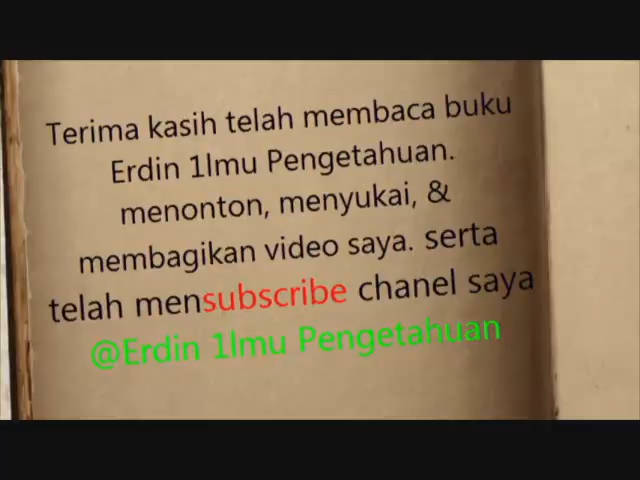 Terima kasih telah membaca buku
Erdin 1lmu Pengetahuan.
menonton, menyukai, &
membagikan video saya. serta
telah mensubscribe chanel saya
@Erdin 1lmu Pengetahuan